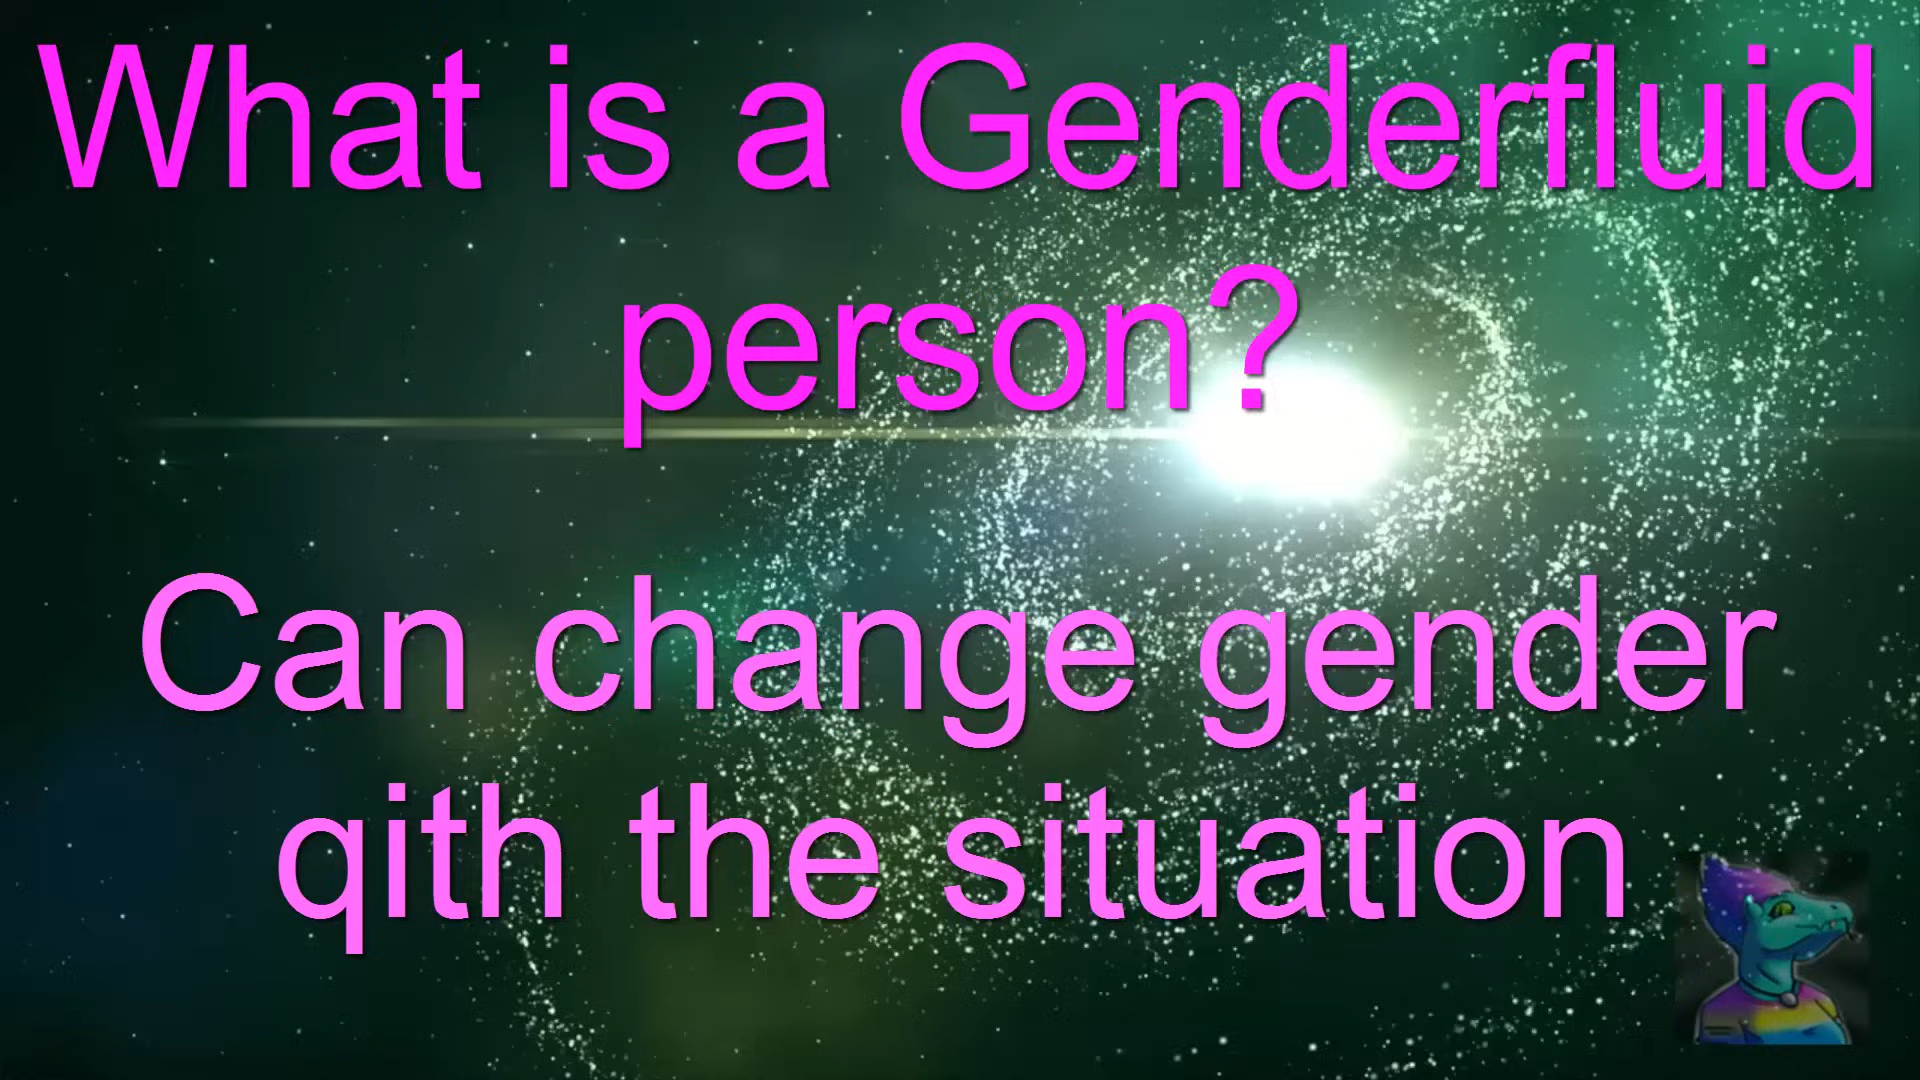 What is a Genderfluid
person?
Can change gender
qith the situation